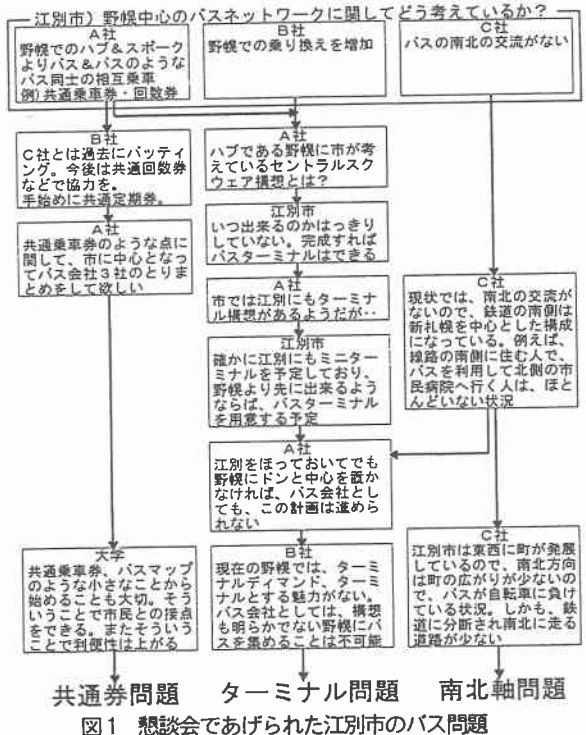 江別市）野幌中心のバスネットワークに関してどう考えているか？
A社
野幌でのハブ＆スポーク
よりバス＆バスのような
バス同士の相互乗車
例）共通乗車券・回数券
B社
野幌での乗り換えを増加
C社
バスの南北の交流がない
B社
C社とは過去にバッティ
ング。今後は共通回数券
などで協力を。
手始めに共通定期券。
A社
共通乗車券のような点に
関して、市に中心となっ
てバス会社３社のとりま
とめをして欲しい
A社
ハブである野幌に市が考
えているセントラルスク
ウェア構想とは？
江別市
いつ出来るのかはっきり
していない。完成すれば
バスターミナルはできる
A社
市では江別にもターミナ
ル構想があるようだが‥
江別市
確かに江別にもミニター
ミナルを予定しており、
野幌より先に出来るよう
ならば、バスターミナル
を用意する予定
C社
現状では、南北の交流が
ないので、鉄道の南側は
新札幌を中心とした構成
になっている。例えば、
線路の南側に住む人で、
バスを利用して北側の市
民病院へ行く人は、ほと
んどいない状況
A社
江別をほっておいてでも
野幌にドンと中心を置か
なければ、バス会社とし
ても、この計画は進めら
れない
大学
共通乗車券、バスマップ
のような小さなことから
始めることも大切。そう
いうことで市民との接点
をできる。またそういう
ことで利便性は上がる
B社
現在の野幌では、ターミ
ナルディマンド、ターミ
ナルとする魅力がない。
バス会社としては、構想
も明らかでない野幌にバ
スを集めることは不可能
C社
江別市は東西に町が発展
しているので、南北方向
は町の広がりが少ないの
で、バスが自転車に負け
ている状況。しかも、鉄
道に分断され南北に走る
道路が少ない
共通券問題
ターミナル問題
南北軸問題
図１　懇談会であげられた江別市のバス問題